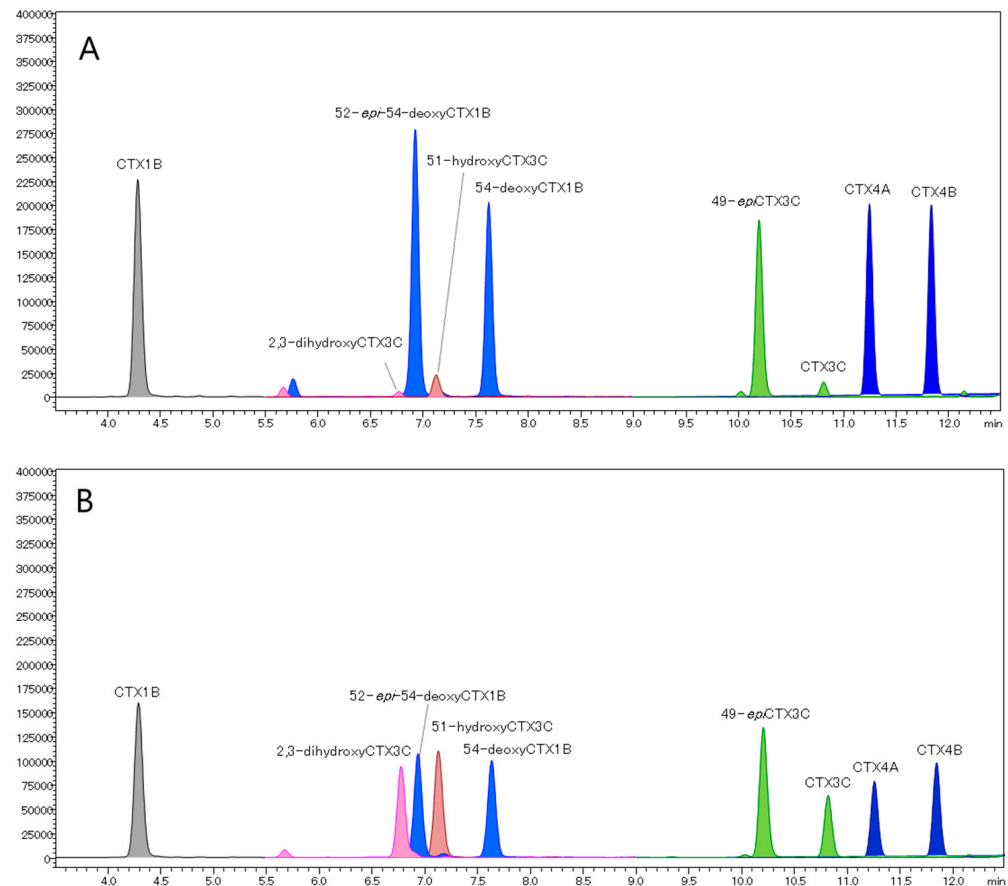 400000
375000
350000
325000
300000
275000
250000
225000
200000
175000
150000
125000
100000
75000
50000
25000
0
A
52-epi-54-deoxyCTX1B
CTX1B
51-hydroxyCTX3C
54-deoxyCTX1B
49-epiCTX3C
CTX4A
CTX4B
2,3-dihydroxyCTX3C
CTX3C
4.0 4.5 5.0 5.5 6.0 6.5 7.0 7.5 8.0 8.5 9.0 9.5 10.0 10.5 11.0 11.5 12.0 min
400000
375000
350000
325000
300000
275000
250000
225000
200000
175000
150000
125000
100000
75000
50000
25000
0
B
CTX1B
52-epi-54-deoxyCTX1B
51-hydroxyCTX3C
2,3-dihydroxyCTX3C
54-deoxyCTX1B
49-epiCTX3C
CTX3C
CTX4A
CTX4B
4.0 4.5 5.0 5.5 6.0 6.5 7.0 7.5 8.0 8.5 9.0 9.5 10.0 10.5 11.0 11.5 12.0 min